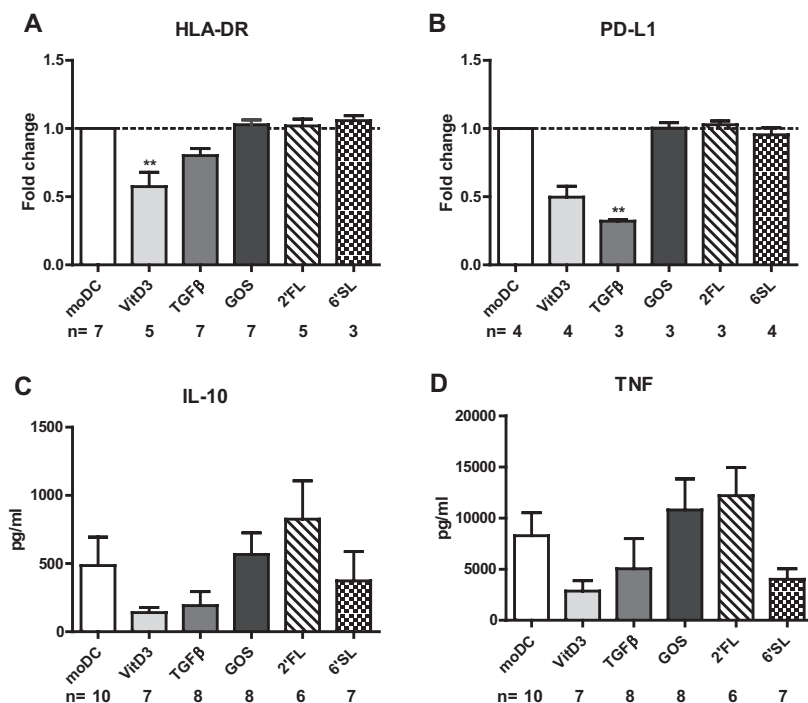 A
HLA-DR
Fold change
1.5
1.0
0.5
0.0
**
moDC
VitD3
TGFβ
GOS
2'FL
6'SL
n= 7 5 7 7 5 3
B
PD-L1
Fold change
1.5
1.0
0.5
0.0
**
moDC
VitD3
TGFβ
GOS
2'FL
6'SL
n= 4 4 3 3 3 4
C
IL-10
pg/ml
1500
1000
500
0
moDC
VitD3
TGFβ
GOS
2'FL
6'SL
n= 10 7 8 8 6 7
D
TNF
pg/ml
20000
15000
10000
5000
0
moDC
VitD3
TGFβ
GOS
2'FL
6'SL
n= 10 7 8 8 6 7